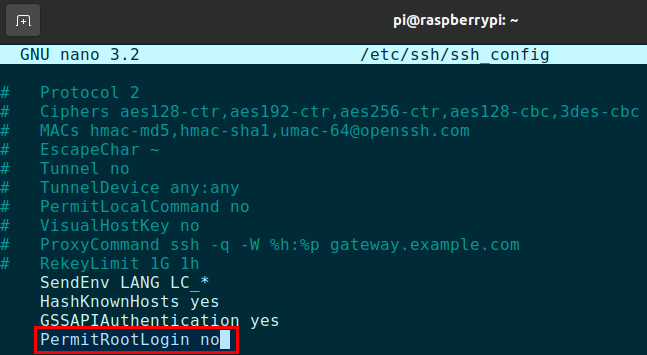 pi@raspberrypi: ~
GNU nano 3.2 /etc/ssh/ssh_config
# Protocol 2
# Ciphers aes128-ctr,aes192-ctr,aes256-ctr,aes128-cbc,3des-cbc
# MACs hmac-md5,hmac-sha1,umac-64@openssh.com
# EscapeChar ~
# Tunnel no
# TunnelDevice any:any
# PermitLocalCommand no
# VisualHostKey no
# ProxyCommand ssh -q -W %h:%p gateway.example.com
# RekeyLimit 1G 1h
SendEnv LANG LC_*
HashKnownHosts yes
GSSAPIAuthentication yes
PermitRootLogin no